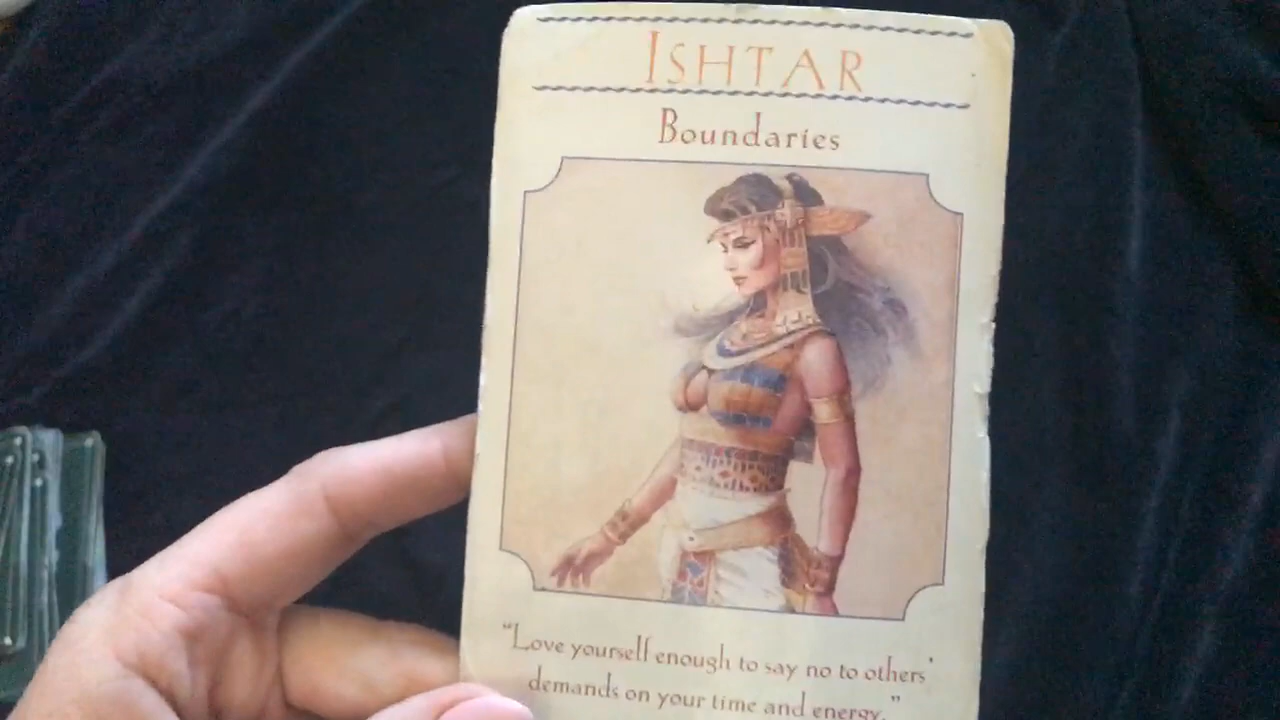 ISHTAR
Boundaries
"Love yourself enough to say no to others'
demands on your time and energy."